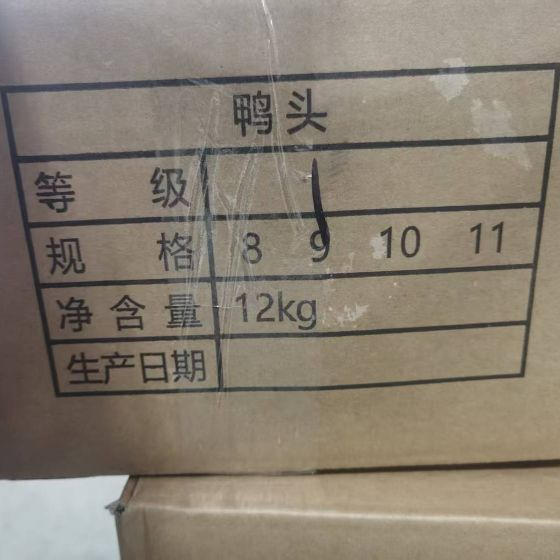 鸭头
等级
规格 8 9 10 11
净含量 12kg
生产日期